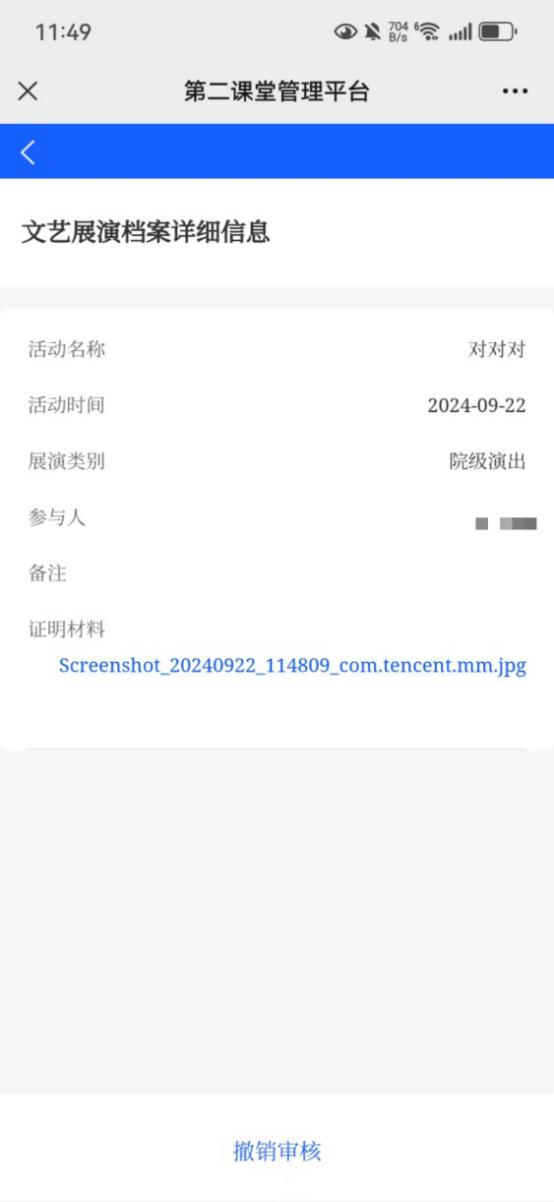 11:49
704 B/s 6
第二课堂管理平台
文艺展演档案详细信息
活动名称 对对对
活动时间 2024-09-22
展演类别 院级演出
参与人
备注
证明材料
Screenshot_20240922_114809_com.tencent.mm.jpg
撤销审核